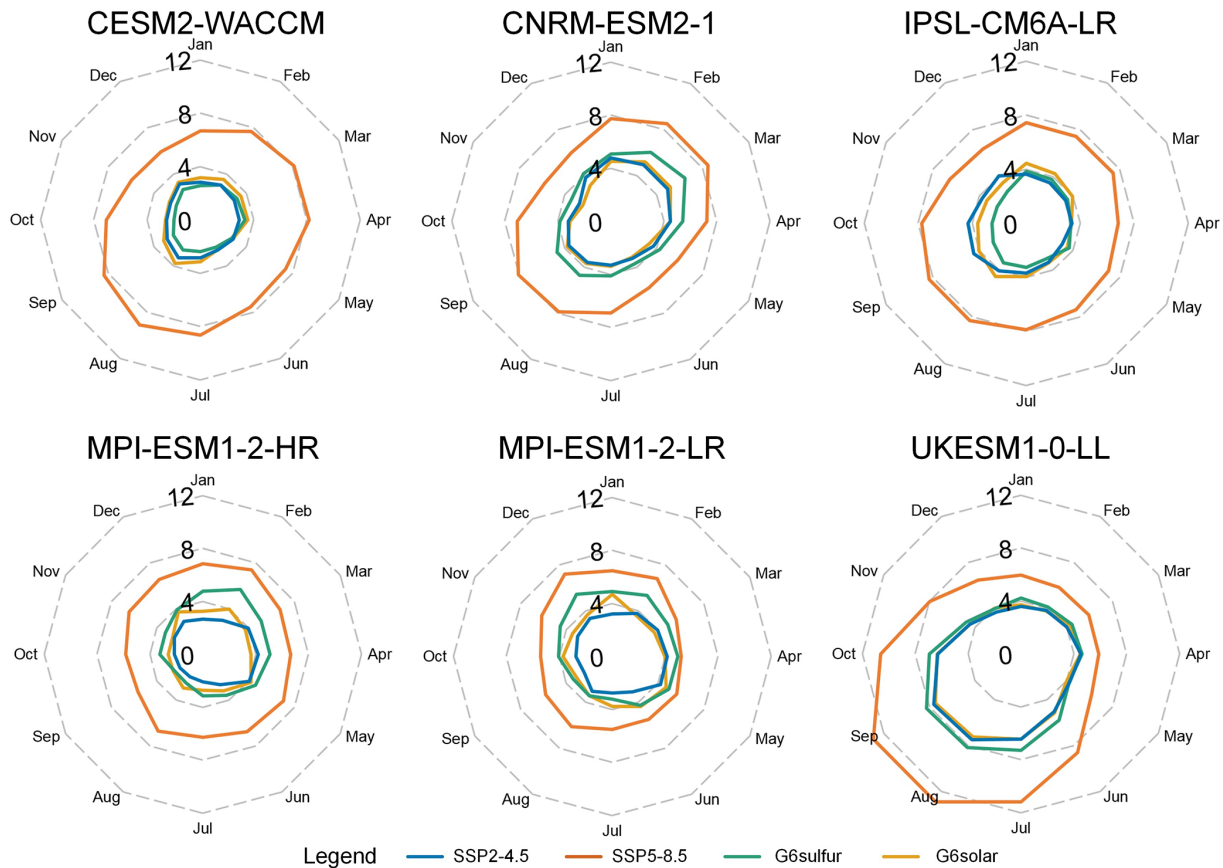 CESM2-WACCM
CNRM-ESM2-1
IPSL-CM6A-LR
Jan
Feb
Mar
Apr
May
Jun
Jul
Aug
Sep
Oct
Nov
Dec
12
8
4
0
Jan
Feb
Mar
Apr
May
Jun
Jul
Aug
Sep
Oct
Nov
Dec
12
8
4
0
Jan
Feb
Mar
Apr
May
Jun
Jul
Aug
Sep
Oct
Nov
Dec
12
8
4
0
MPI-ESM1-2-HR
MPI-ESM1-2-LR
UKESM1-0-LL
Jan
Feb
Mar
Apr
May
Jun
Jul
Aug
Sep
Oct
Nov
Dec
12
8
4
0
Jan
Feb
Mar
Apr
May
Jun
Jul
Aug
Sep
Oct
Nov
Dec
12
8
4
0
Jan
Feb
Mar
Apr
May
Jun
Jul
Aug
Sep
Oct
Nov
Dec
12
8
4
0
Legend SSP2-4.5 SSP5-8.5 G6sulfur G6solar